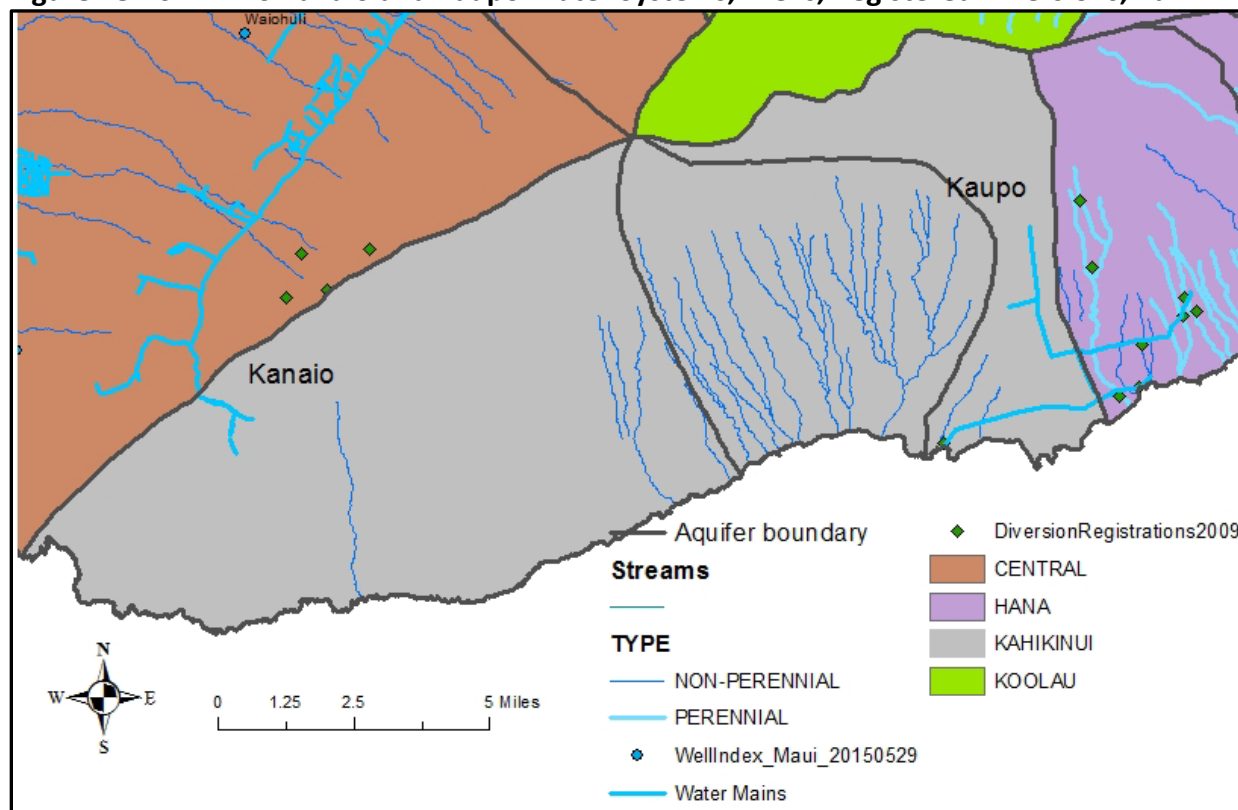 Waiohuli
Kaupo
Kanaio
Aquifer boundary
Streams
TYPE
NON-PERENNIAL
PERENNIAL
WellIndex_Maui_20150529
Water Mains
DiversionRegistrations2009
CENTRAL
HANA
KAHIKINUI
KOOLAU
N
W E
S
0 1.25 2.5 5 Miles